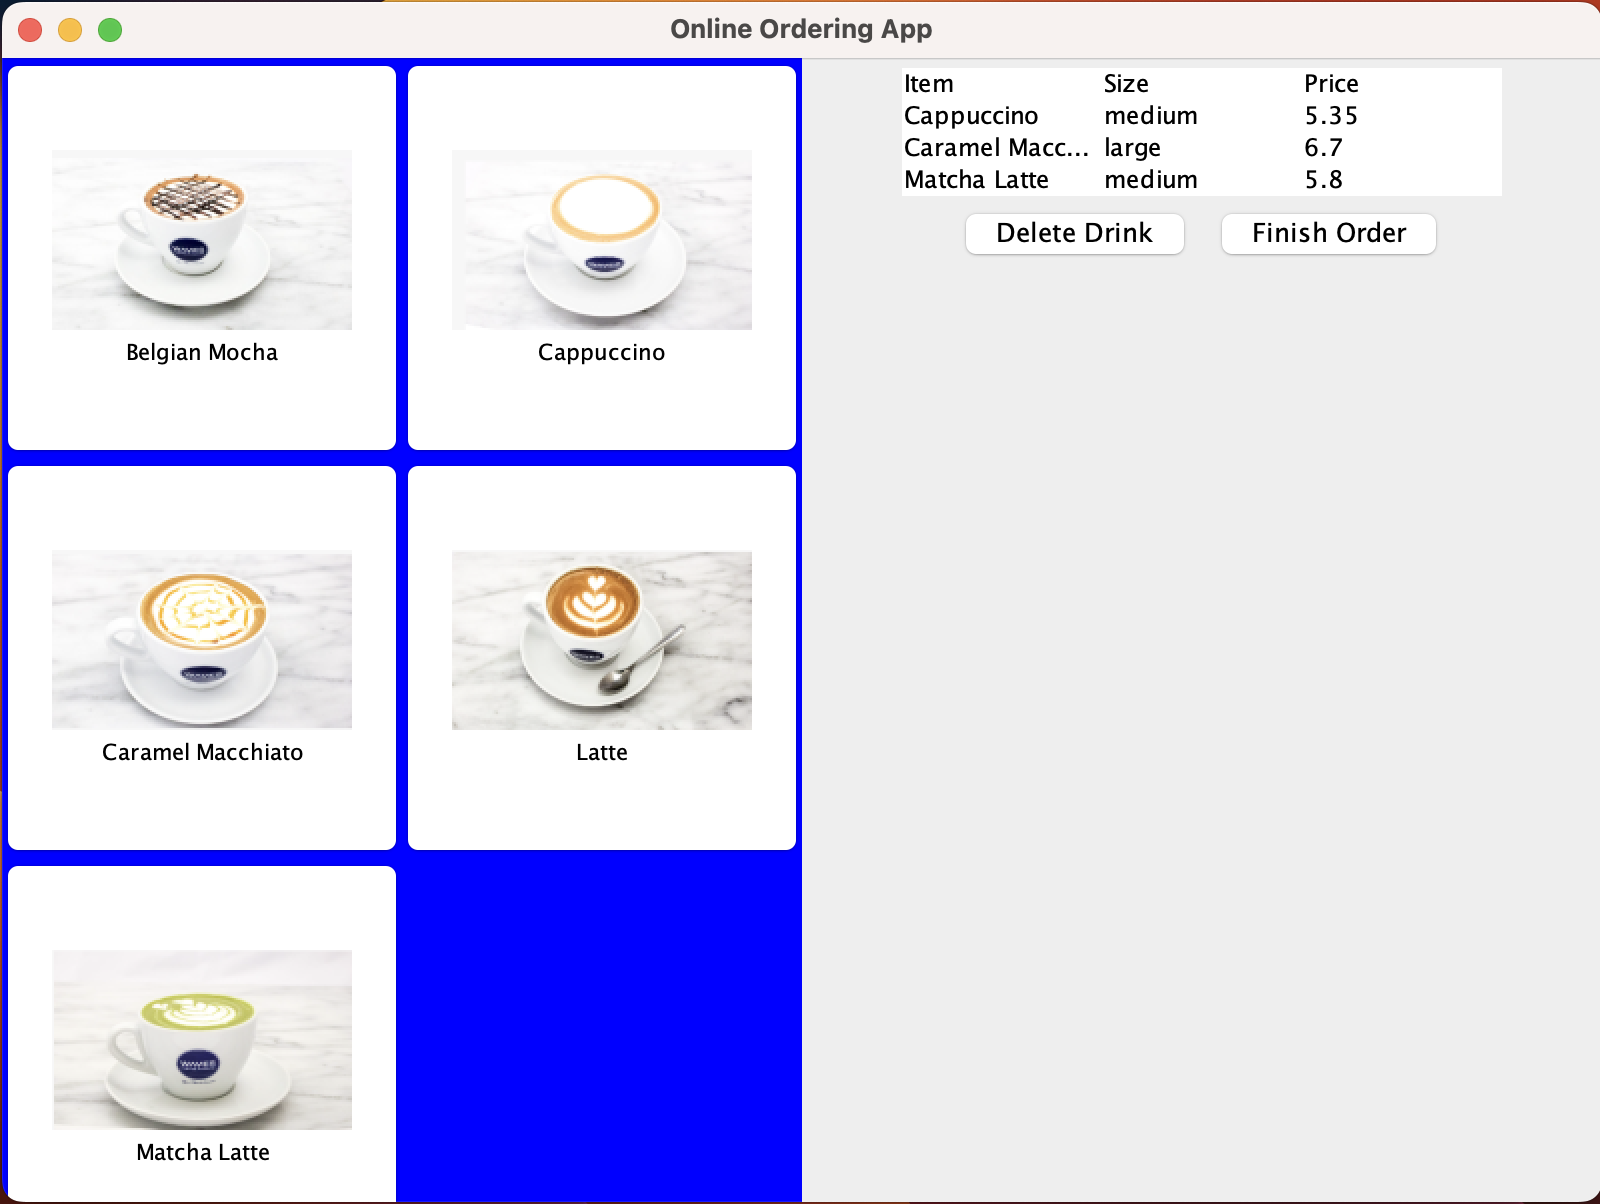 Online Ordering App
Belgian Mocha
Cappuccino
Caramel Macchiato
Latte
WAVES
Matcha Latte
Item Size Price
Cappuccino medium 5.35
Caramel Macc... large 6.7
Matcha Latte medium 5.8
Delete Drink Finish Order